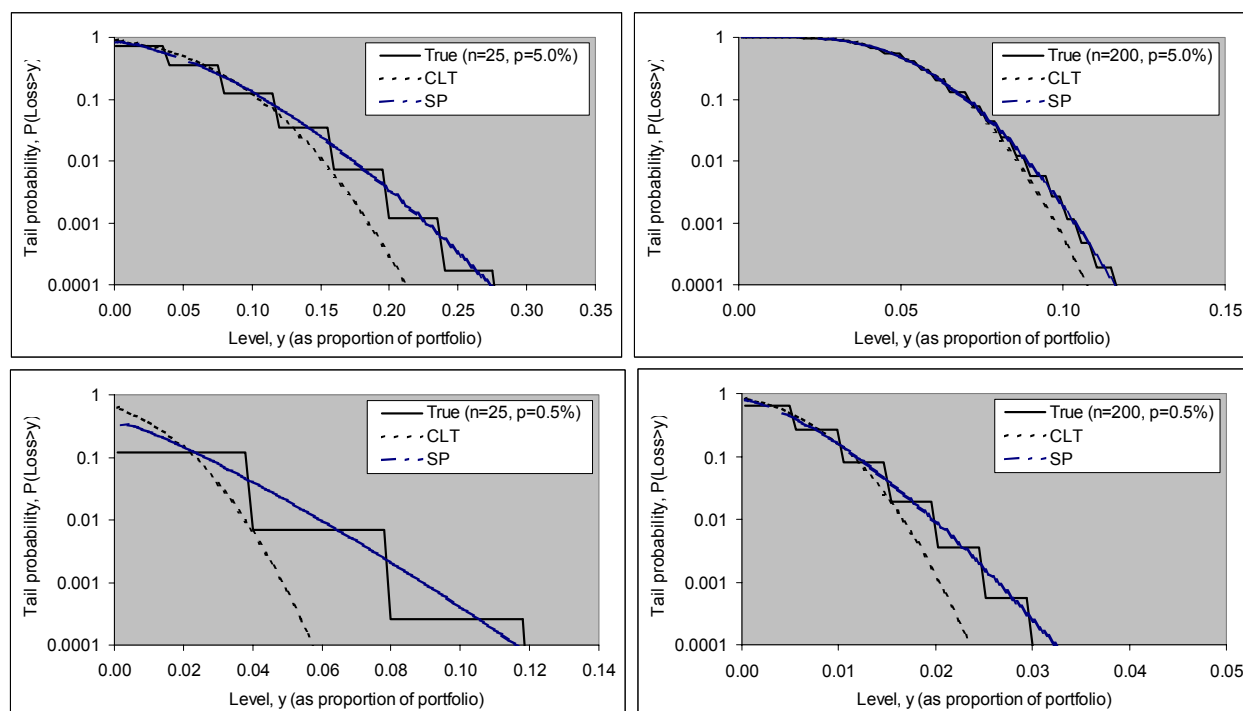 True (n=25, p=5.0%)
CLT
SP
Tail probability, P(Loss>y)
1
0.1
0.01
0.001
0.0001
0.00 0.05 0.10 0.15 0.20 0.25 0.30 0.35
Level, y (as proportion of portfolio)
True (n=200, p=5.0%)
CLT
SP
Tail probability, P(Loss>y)
1
0.1
0.01
0.001
0.0001
0.00 0.05 0.10 0.15
Level, y (as proportion of portfolio)
True (n=25, p=0.5%)
CLT
SP
Tail probability, P(Loss>y)
1
0.1
0.01
0.001
0.0001
0.00 0.02 0.04 0.06 0.08 0.10 0.12 0.14
Level, y (as proportion of portfolio)
True (n=200, p=0.5%)
CLT
SP
Tail probability, P(Loss>y)
1
0.1
0.01
0.001
0.0001
0.00 0.01 0.02 0.03 0.04 0.05
Level, y (as proportion of portfolio)